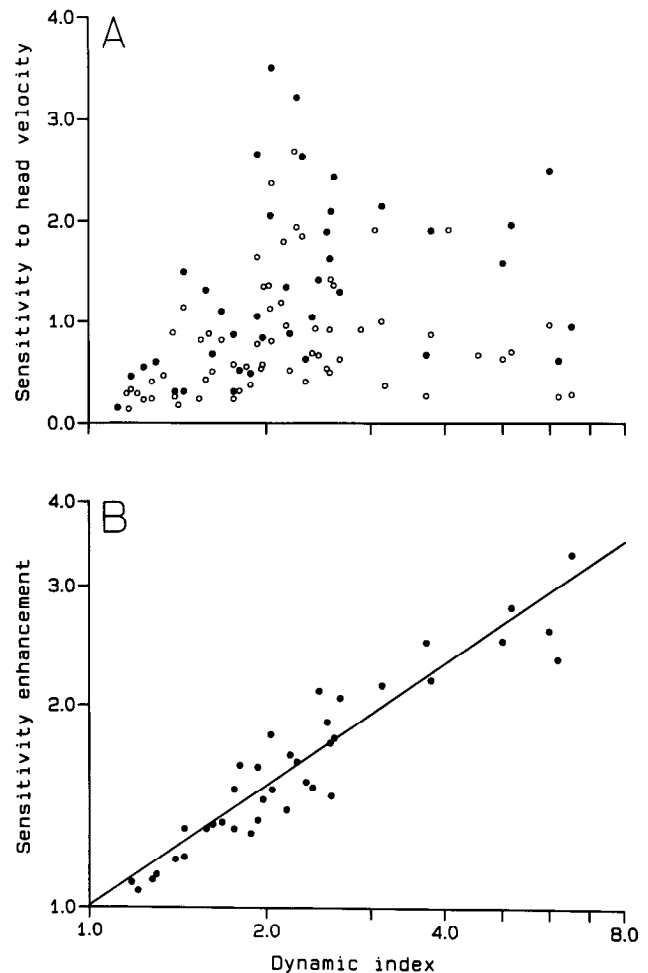 A
4.0
3.0
2.0
1.0
0.0
Sensitivity to head velocity
B
4.0
3.0
2.0
1.0
Sensitivity enhancement
1.0 2.0 4.0 8.0
Dynamic index